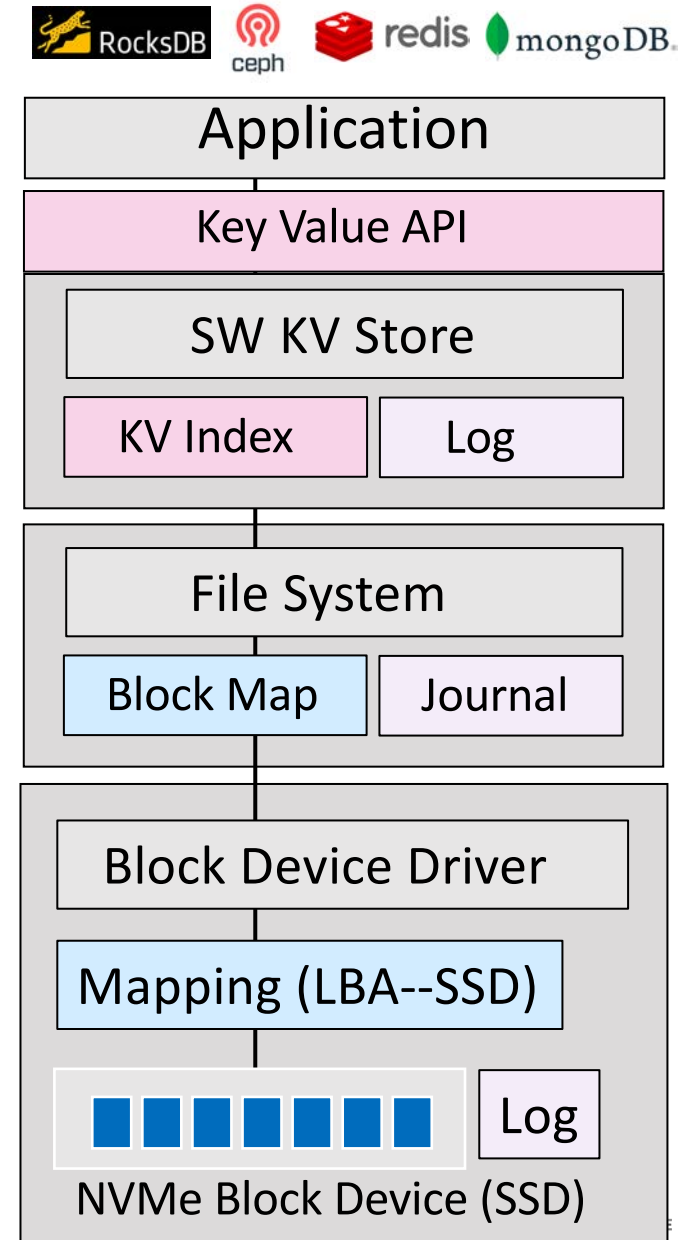 RocksDB
ceph
redis
mongoDB.
Application
Key Value API
SW KV Store
KV Index
Log
File System
Block Map
Journal
Block Device Driver
Mapping (LBA--SSD)
Log
NVMe Block Device (SSD)